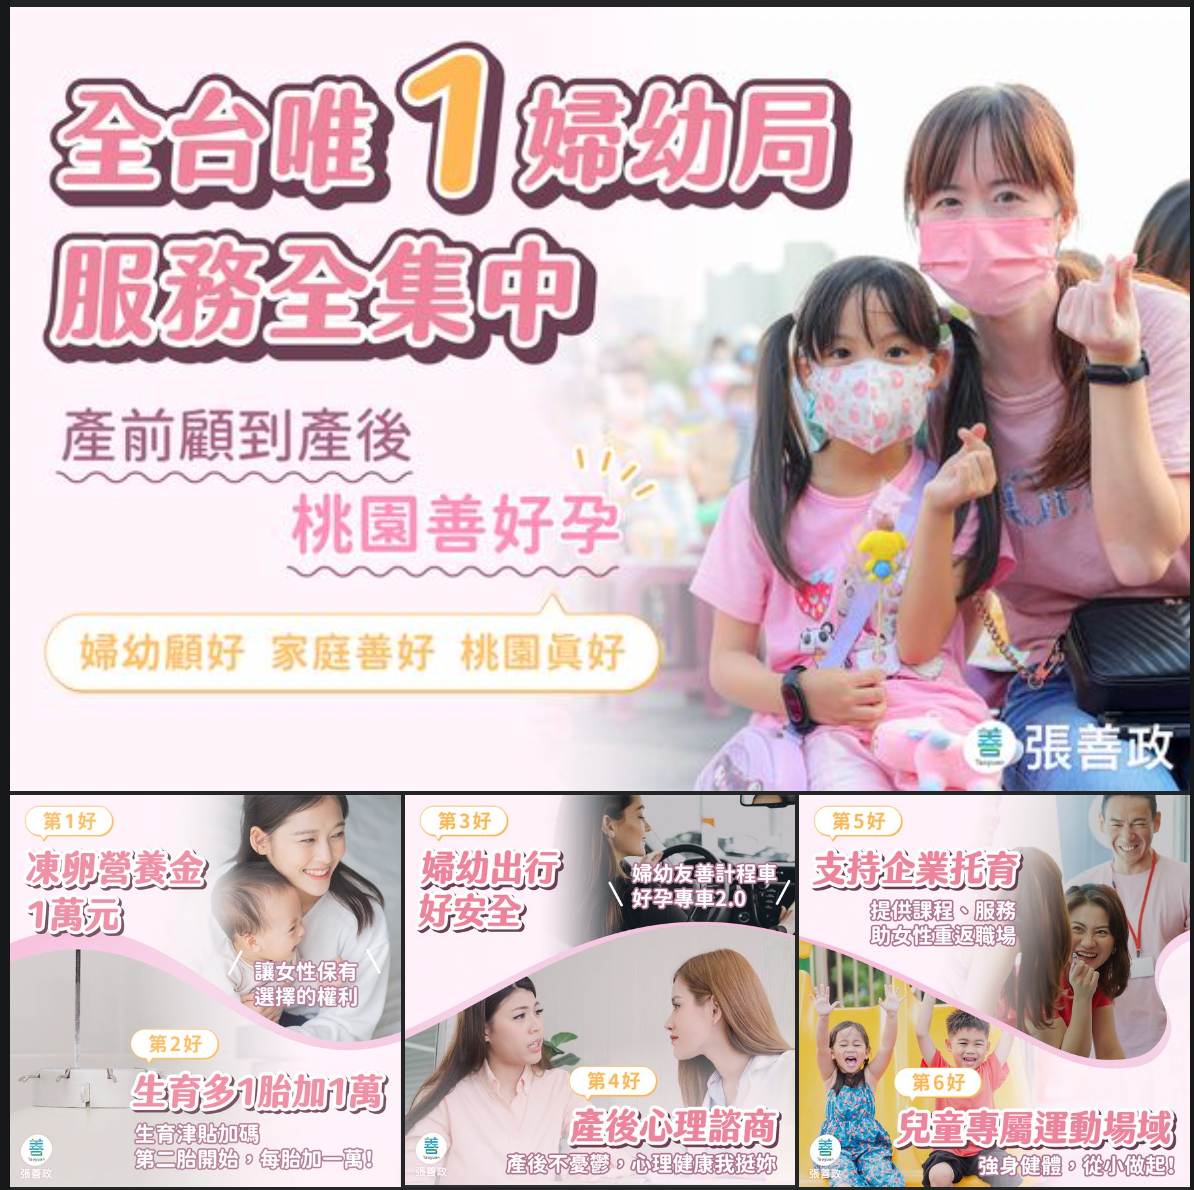 全台唯1婦幼局
服務全集中
產前顧到產後
桃園善好孕
婦幼顧好 家庭善好 桃園真好
善
Taoyuan
張善政
第1好
凍卵營養金
1萬元
讓女性保有
選擇的權利
第2好
生育多1胎加1萬
生育津貼加碼
第二胎開始，每胎加一萬！
善
Taoyuan
張善政
第3好
婦幼出行
好安全
婦幼友善計程車
好孕專車2.0
第4好
產後心理諮商
產後不憂鬱，心理健康我挺妳
善
Taoyuan
張善政
第5好
支持企業托育
提供課程、服務
助女性重返職場
第6好
兒童專屬運動場域
強身健體，從小做起！
善
Taoyuan
張善政